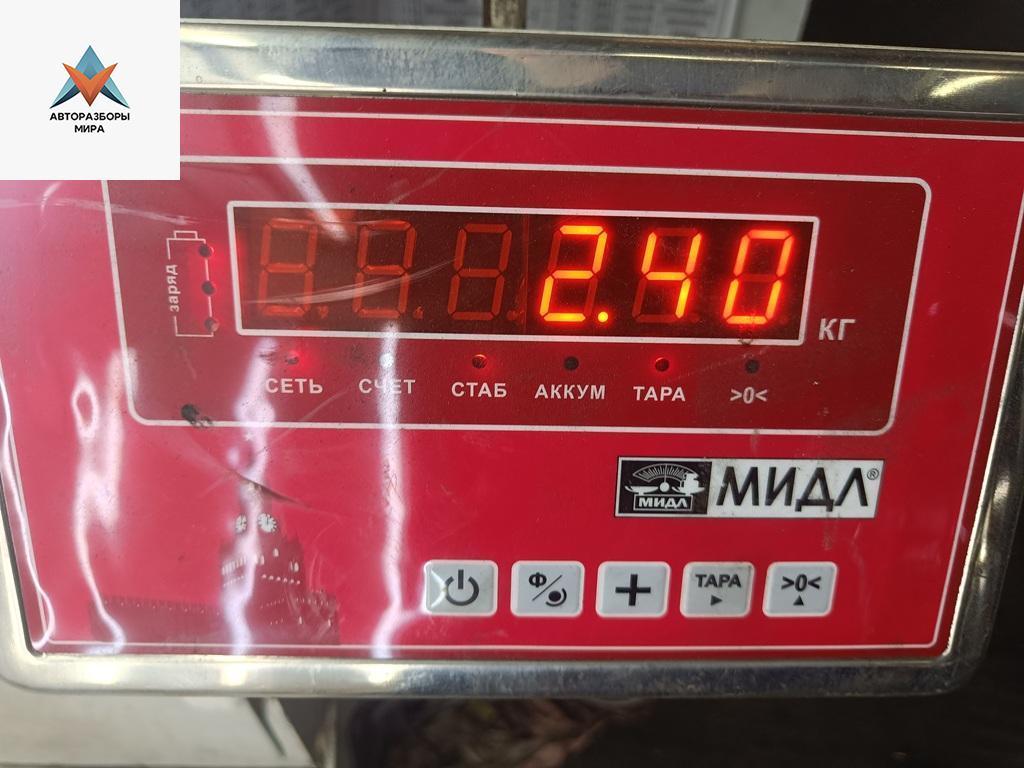 АВТОРАЗБОРЫ
МИРА
заряд
2.40
КГ
СЕТЬ СЧЕТ СТАБ АККУМ ТАРА >0<
МИДЛ МИДЛ®
Ф ТАРА >0<